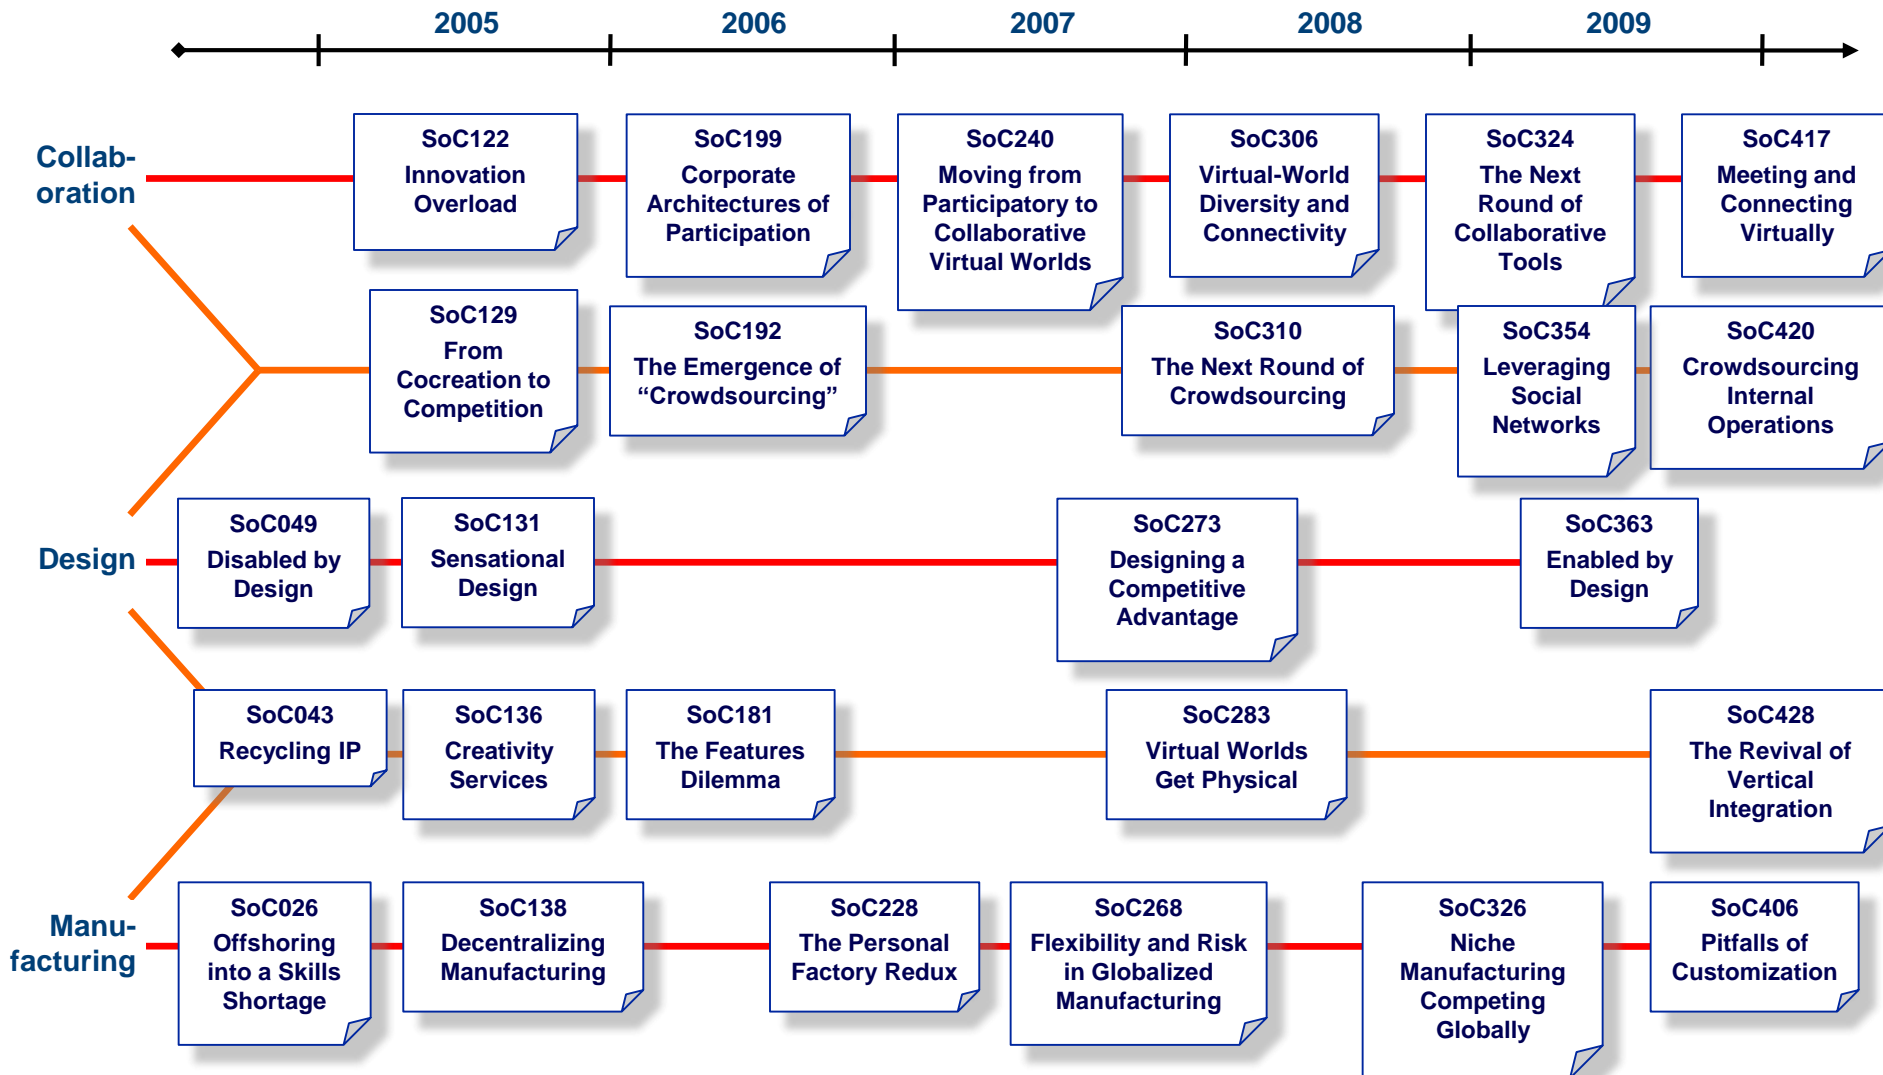 2005 2006 2007 2008 2009
Collab-
oration
SoC122
Innovation
Overload
SoC199
Corporate
Architectures of
Participation
SoC240
Moving from
Participatory to
Collaborative
Virtual Worlds
SoC306
Virtual-World
Diversity and
Connectivity
SoC324
The Next
Round of
Collaborative
Tools
SoC417
Meeting and
Connecting
Virtually
SoC129
From
Cocreation to
Competition
SoC192
The Emergence of
“Crowdsourcing”
SoC310
The Next Round of
Crowdsourcing
SoC354
Leveraging
Social
Networks
SoC420
Crowdsourcing
Internal
Operations
Design
SoC049
Disabled by
Design
SoC131
Sensational
Design
SoC273
Designing a
Competitive
Advantage
SoC363
Enabled by
Design
SoC043
Recycling IP
SoC136
Creativity
Services
SoC181
The Features
Dilemma
SoC283
Virtual Worlds
Get Physical
SoC428
The Revival of
Vertical
Integration
Manu-
facturing
SoC026
Offshoring
into a Skills
Shortage
SoC138
Decentralizing
Manufacturing
SoC228
The Personal
Factory Redux
SoC268
Flexibility and Risk
in Globalized
Manufacturing
SoC326
Niche
Manufacturing
Competing
Globally
SoC406
Pitfalls of
Customization